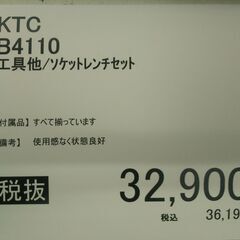 KTC
B4110
工具他/ソケットレンチセット
付属品】すべて揃っています
備考】 使用感なく状態良好
税抜 32,900
税込 36,19